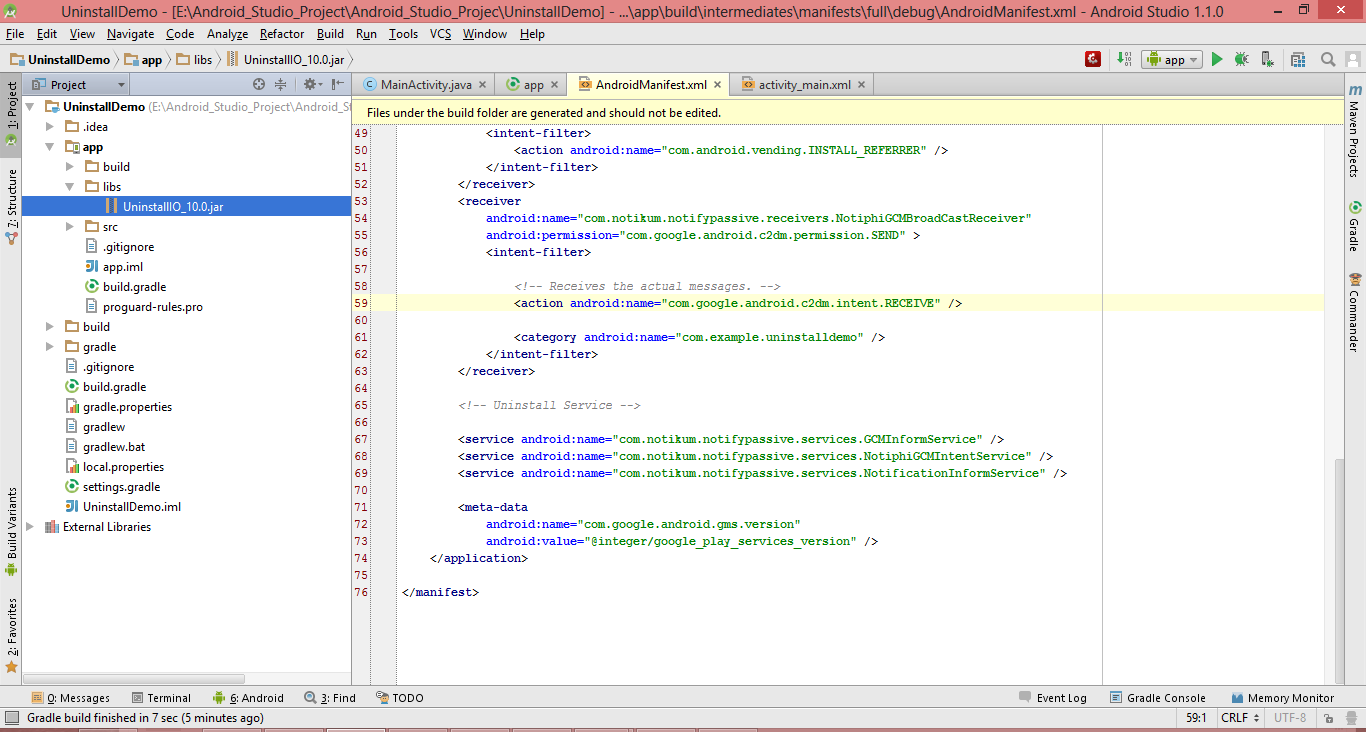 UninstallDemo - [E:\Android_Studio_Project\Android_Studio_Projec\UninstallDemo] - ...\app\build\intermediates\manifests\full\debug\AndroidManifest.xml - Android Studio 1.1.0
File Edit View Navigate Code Analyze Refactor Build Run Tools VCS Window Help
UninstallDemo app libs UninstallIO_10.0.jar
app
Project
MainActivity.java app AndroidManifest.xml activity_main.xml
Files under the build folder are generated and should not be edited.
1: Project
7: Structure
Build Variants
2: Favorites
UninstallDemo (E:\Android_Studio_Project\Android_St
.idea
app
build
libs
UninstallIO_10.0.jar
src
.gitignore
app.iml
build.gradle
proguard-rules.pro
build
gradle
.gitignore
build.gradle
gradle.properties
gradlew
gradlew.bat
local.properties
settings.gradle
UninstallDemo.iml
External Libraries
49 <intent-filter>
50 <action android:name="com.android.vending.INSTALL_REFERRER" />
51 </intent-filter>
52 </receiver>
53 <receiver
54 android:name="com.notikum.notifypassive.receivers.NotiphiGCMBroadCastReceiver"
55 android:permission="com.google.android.c2dm.permission.SEND" >
56 <intent-filter>
57
58 <!-- Receives the actual messages. -->
59 <action android:name="com.google.android.c2dm.intent.RECEIVE" />
60
61 <category android:name="com.example.uninstalldemo" />
62 </intent-filter>
63 </receiver>
64
65 <!-- Uninstall Service -->
66
67 <service android:name="com.notikum.notifypassive.services.GCMInformService" />
68 <service android:name="com.notikum.notifypassive.services.NotiphiGCMIntentService" />
69 <service android:name="com.notikum.notifypassive.services.NotificationInformService" />
70
71 <meta-data
72 android:name="com.google.android.gms.version"
73 android:value="@integer/google_play_services_version" />
74 </application>
75
76 </manifest>
m Maven Projects
Gradle
Commander
0: Messages Terminal 6: Android 3: Find TODO Event Log Gradle Console Memory Monitor
Gradle build finished in 7 sec (5 minutes ago) 59:1 CRLF UTF-8